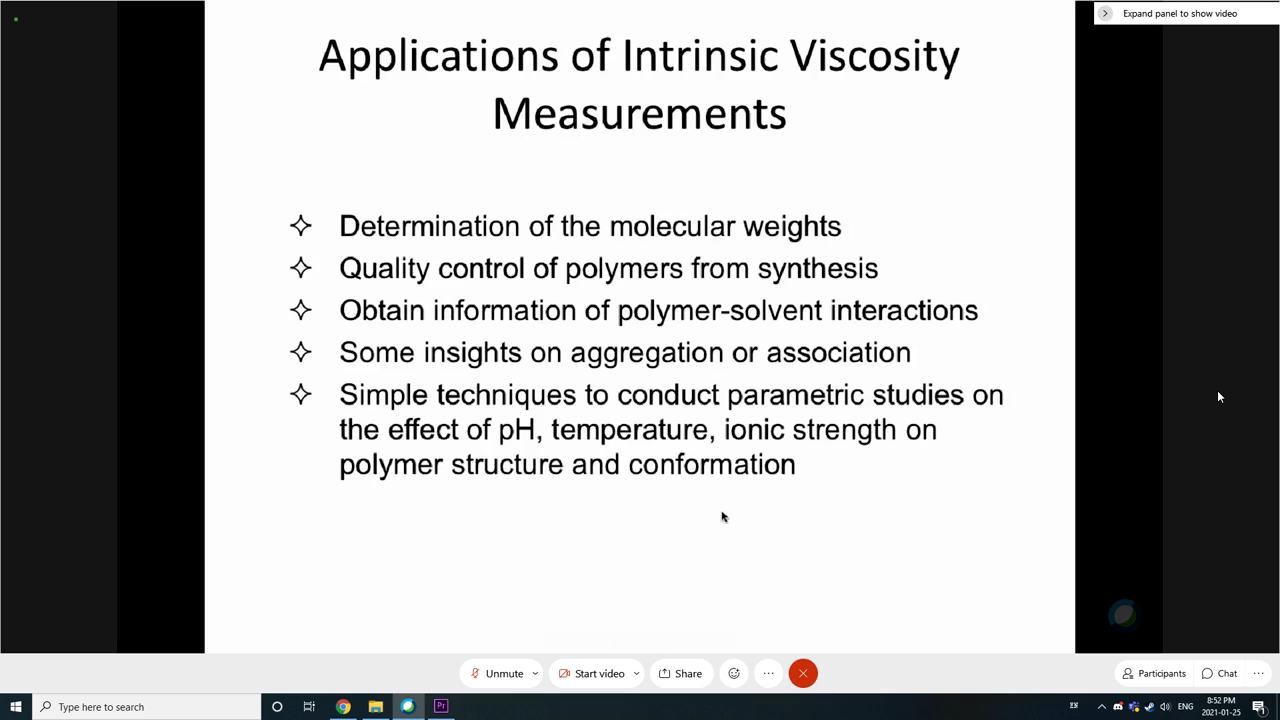 Expand panel to show video
Applications of Intrinsic Viscosity
Measurements
Determination of the molecular weights
Quality control of polymers from synthesis
Obtain information of polymer-solvent interactions
Some insights on aggregation or association
Simple techniques to conduct parametric studies on
the effect of pH, temperature, ionic strength on
polymer structure and conformation
Unmute
Start video
Share
Participants
Chat
Type here to search
Pr
ENG
8:52 PM
2021-01-25